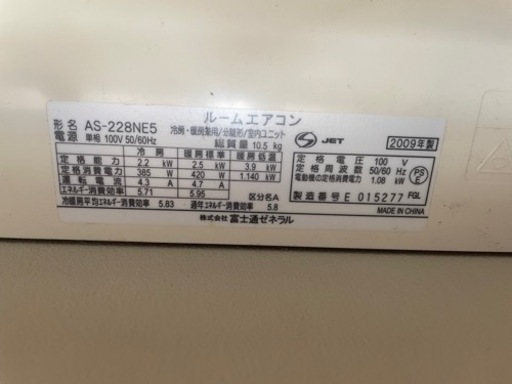 ルームエアコン
形名 AS-228NE5
冷房・暖房兼用/分離形/室内ユニット
電源 単相 100V 50/60Hz
総質量 10.5 kg
JET
2009年製
冷房 暖房標準 暖房低温
定格能力 2.2 kW 2.5 kW 3.9 kW
定格消費電力 385 W 420 W 1.140 kW
運転電流 4.3 A 4.7 A
エネルギー消費効率 5.71 5.95
区分名A
冷暖房平均エネルギー消費効率 5.83 通年エネルギー消費効率 5.8
定格電圧 100 V
定格周波数 50/60 Hz
電動機の定格消費電力 1.08 kW
PSE
製造番号 E 015277 FGL
MADE IN CHINA
株式会社 富士通ゼネラル